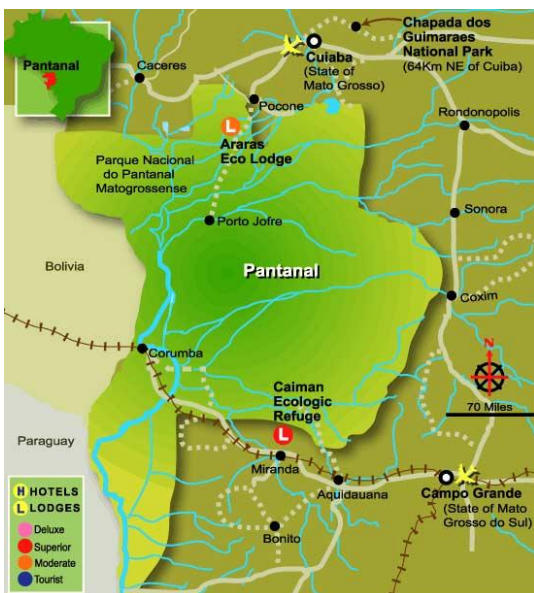 Pantanal
Caceres
Cuiaba
(State of
Mato Grosso)
Chapada dos
Guimaraes
National Park
(64Km NE of Cuiba)
Pocone
Rondonopolis
L
Araras
Eco Lodge
Parque Nacional
do Pantanal
Matogrossense
Porto Jofre
Sonora
Bolivia
Pantanal
Coxim
Corumba
N
70 Miles
Caiman
Ecologic
Refuge
L
Paraguay
Miranda
Aquidauana
Campo Grande
(State of Mato
Grosso do Sul)
Bonito
H HOTELS
L LODGES
Deluxe
Superior
Moderate
Tourist